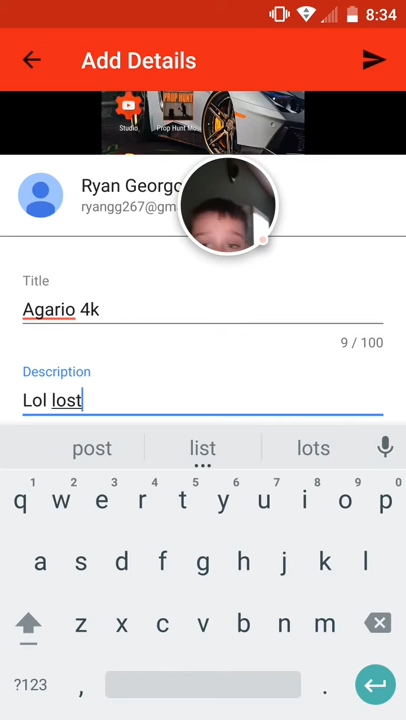 8:34
Add Details
Studio
PROP HUNT
Prop Hunt Mo
Ryan George
ryangg267@gm
Title
Agario 4k
9 / 100
Description
Lol lost
post list lots
1 2 3 4 5 6 7 8 9 0
q w e r t y u i o p
a s d f g h j k l
z x c v b n m
?123 , .